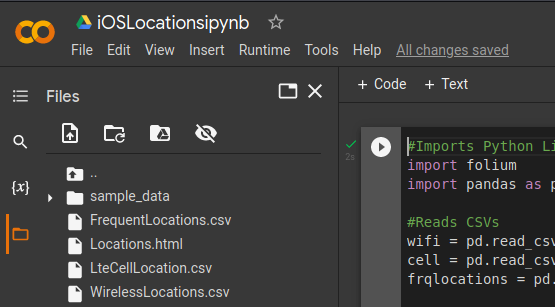 iOSLocationsipynb
File Edit View Insert Runtime Tools Help All changes saved
Files
+ Code + Text
..
sample_data
FrequentLocations.csv
Locations.html
LteCellLocation.csv
WirelessLocations.csv
{x}
2s
#Imports Python Li
import folium
import pandas as p
#Reads CSVs
wifi = pd.read_csv
cell = pd.read_csv
frqlocations = pd.